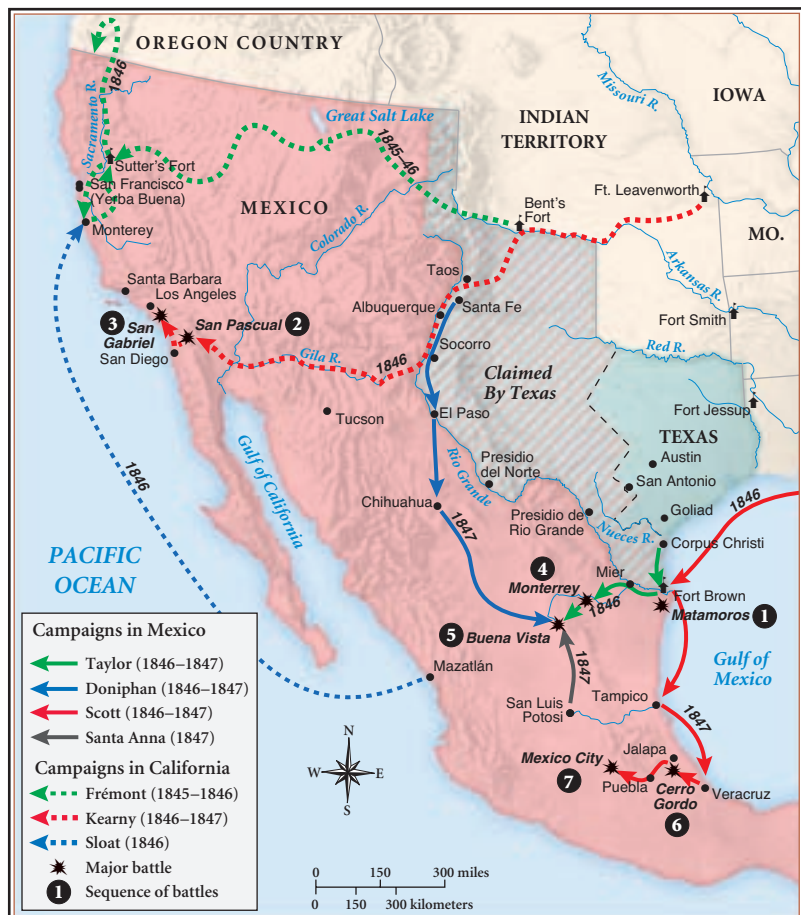 OREGON COUNTRY
1846
Sacramento R.
Great Salt Lake
Missouri R.
IOWA
INDIAN
TERRITORY
1845–46
Sutter's Fort
San Francisco
(Yerba Buena)
Monterey
MEXICO
Colorado R.
Bent's
Fort
Ft. Leavenworth
MO.
Arkansas R.
Taos
Santa Fe
Albuquerque
Fort Smith
Santa Barbara
Los Angeles
3
San
Gabriel
San Pascual
2
San Diego
Gila R.
1846
Socorro
Red R.
Claimed
By Texas
Tucson
El Paso
Fort Jessup
TEXAS
Austin
San Antonio
Presidio
del Norte
Rio Grande
Gulf of California
Chihuahua
1847
Presidio de
Rio Grande
Nueces R.
Goliad
1846
Corpus Christi
1846
PACIFIC
OCEAN
4
Monterrey
Mier
1846
Fort Brown
Matamoros
1
5
Buena Vista
1847
Gulf of
Mexico
Mazatlán
San Luis
Potosi
Tampico
1847
Mexico City
7
Jalapa
Puebla
Cerro
Gordo
6
Veracruz
Campaigns in Mexico
Taylor (1846–1847)
Doniphan (1846–1847)
Scott (1846–1847)
Santa Anna (1847)
Campaigns in California
Frémont (1845–1846)
Kearny (1846–1847)
Sloat (1846)
Major battle
1 Sequence of battles
N
W E
S
0 150 300 miles
0 150 300 kilometers